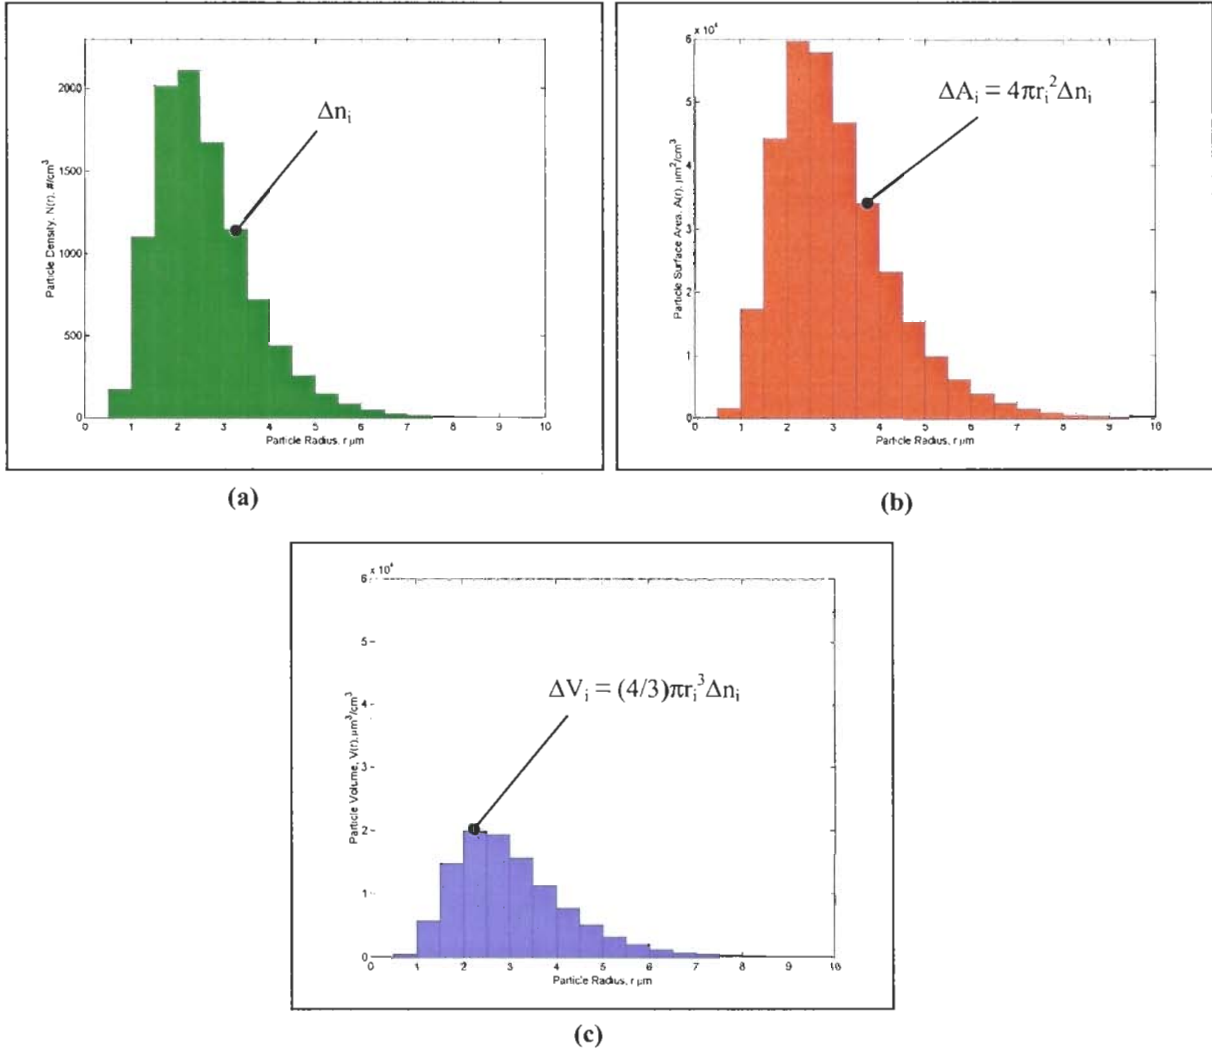 Δnᵢ
2000
1500
1000
500
0
Particle Density, N(r), #/cm³
0 1 2 3 4 5 6 7 8 9 10
Particle Radius, r μm
(a)
6 x 10⁴
ΔAᵢ = 4πrᵢ²Δnᵢ
5
4
3
2
1
0
Particle Surface Area, A(r), μm²/cm³
0 1 2 3 4 5 6 7 8 9 10
Particle Radius, r μm
(b)
6 x 10⁴
5
ΔVᵢ = (4/3)πrᵢ³Δnᵢ
4
3
2
1
0
Particle Volume, V(r), μm³/cm³
0 1 2 3 4 5 6 7 8 9 10
Particle Radius, r μm
(c)